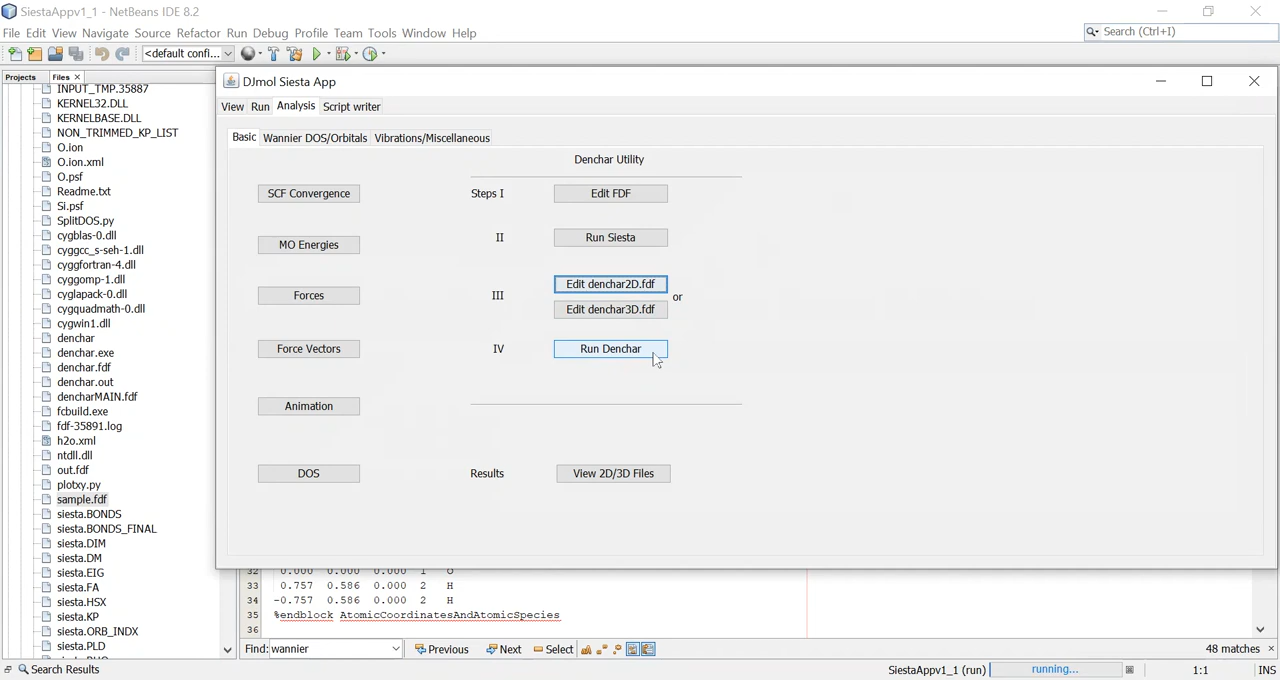 SiestaAppv1_1 - NetBeans IDE 8.2
File Edit View Navigate Source Refactor Run Debug Profile Team Tools Window Help
Search (Ctrl+I)
<default confi...
Projects Files
INPUT_TMP.35887
KERNEL32.DLL
KERNELBASE.DLL
NON_TRIMMED_KP_LIST
O.ion
O.ion.xml
O.psf
Readme.txt
Si.psf
SplitDOS.py
cygblas-0.dll
cyggcc_s-seh-1.dll
cyggfortran-4.dll
cyggomp-1.dll
cyglapack-0.dll
cygquadmath-0.dll
cygwin1.dll
denchar
denchar.exe
denchar.fdf
denchar.out
dencharMAIN.fdf
fcbuild.exe
fdf-35891.log
h2o.xml
ntdll.dll
out.fdf
plotxy.py
sample.fdf
siesta.BONDS
siesta.BONDS_FINAL
siesta.DIM
siesta.DM
siesta.EIG
siesta.FA
siesta.HSX
siesta.KP
siesta.ORB_INDX
siesta.PLD
DJmol Siesta App
View Run Analysis Script writer
Basic Wannier DOS/Orbitals Vibrations/Miscellaneous
Denchar Utility
SCF Convergence Steps I Edit FDF
MO Energies II Run Siesta
Edit denchar2D.fdf
Forces III or
Edit denchar3D.fdf
Force Vectors IV Run Denchar
Animation
DOS Results View 2D/3D Files
32 0.000 0.000 0.000 1 O
33 0.757 0.586 0.000 2 H
34 -0.757 0.586 0.000 2 H
35 %endblock AtomicCoordinatesAndAtomicSpecies
36
Find: wannier Previous Next Select 48 matches
Search Results SiestaAppv1_1 (run) running... 1:1 INS